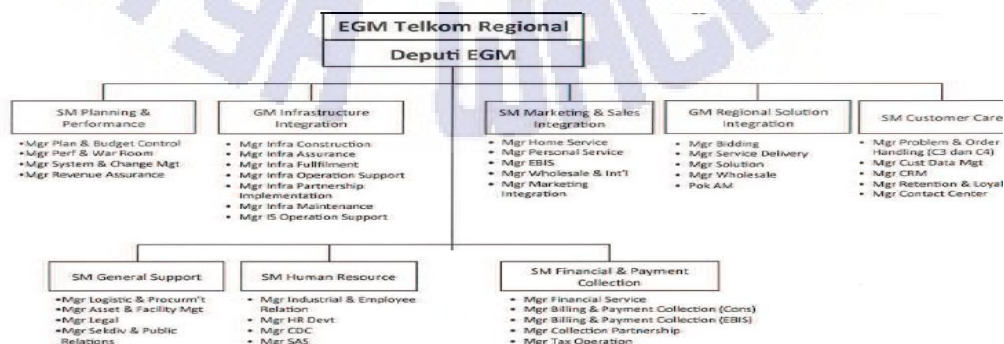 EGM Telkom Regional
Deputi EGM
SM Planning &
Performance
•Mgr Plan & Budget Control
•Mgr Perf & War Room
•Mgr System & Change Mgt
•Mgr Revenue Assurance
GM Infrastructure
Integration
• Mgr Infra Construction
• Mgr Infra Assurance
• Mgr Infra Fullfilment
• Mgr Infra Operation Support
• Mgr Infra Partnership
Implementation
• Mgr Infra Maintenance
• Mgr IS Operation Support
SM Marketing & Sales
Integration
• Mgr Home Service
• Mgr Personal Service
• Mgr EBIS
• Mgr Wholesale & Int'l
• Mgr Marketing
Integration
GM Regional Solution
Integration
• Mgr Bidding
• Mgr Service Delivery
• Mgr Solution
• Mgr Wholesale
• Pok AM
SM Customer Care
• Mgr Problem & Order
Handling (C3 dan C4)
• Mgr Cust Data Mgt
• Mgr CRM
• Mgr Retention & Loyal
• Mgr Contact Center
SM General Support
•Mgr Logistic & Procurm't
•Mgr Asset & Facility Mgt
•Mgr Legal
•Mgr Sekdiv & Public
Relations
SM Human Resource
• Mgr Industrial & Employee
Relation
• Mgr HR Devt
• Mgr CDC
• Mgr SAS
SM Financial & Payment
Collection
• Mgr Financial Service
• Mgr Billing & Payment Collection (Cons)
• Mgr Billing & Payment Collection (EBIS)
• Mgr Collection Partnership
• Mgr Tax Operation